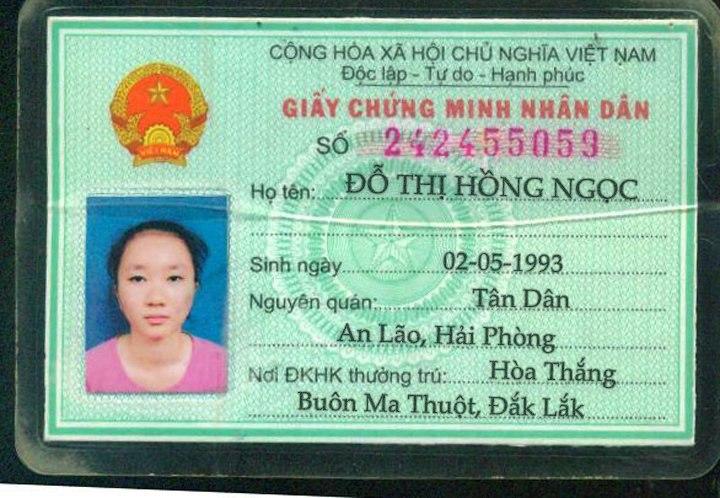 CỘNG HÒA XÃ HỘI CHỦ NGHĨA VIỆT NAM
Độc lập - Tự do - Hạnh phúc
GIẤY CHỨNG MINH NHÂN DÂN
SỐ 242455059
Họ tên: ĐỖ THỊ HỒNG NGỌC
Sinh ngày 02-05-1993
Nguyên quán: Tân Dân
An Lão, Hải Phòng
Nơi ĐKHK thường trú: Hòa Thắng
Buôn Ma Thuột, Đắk Lắk
VIỆT NAM